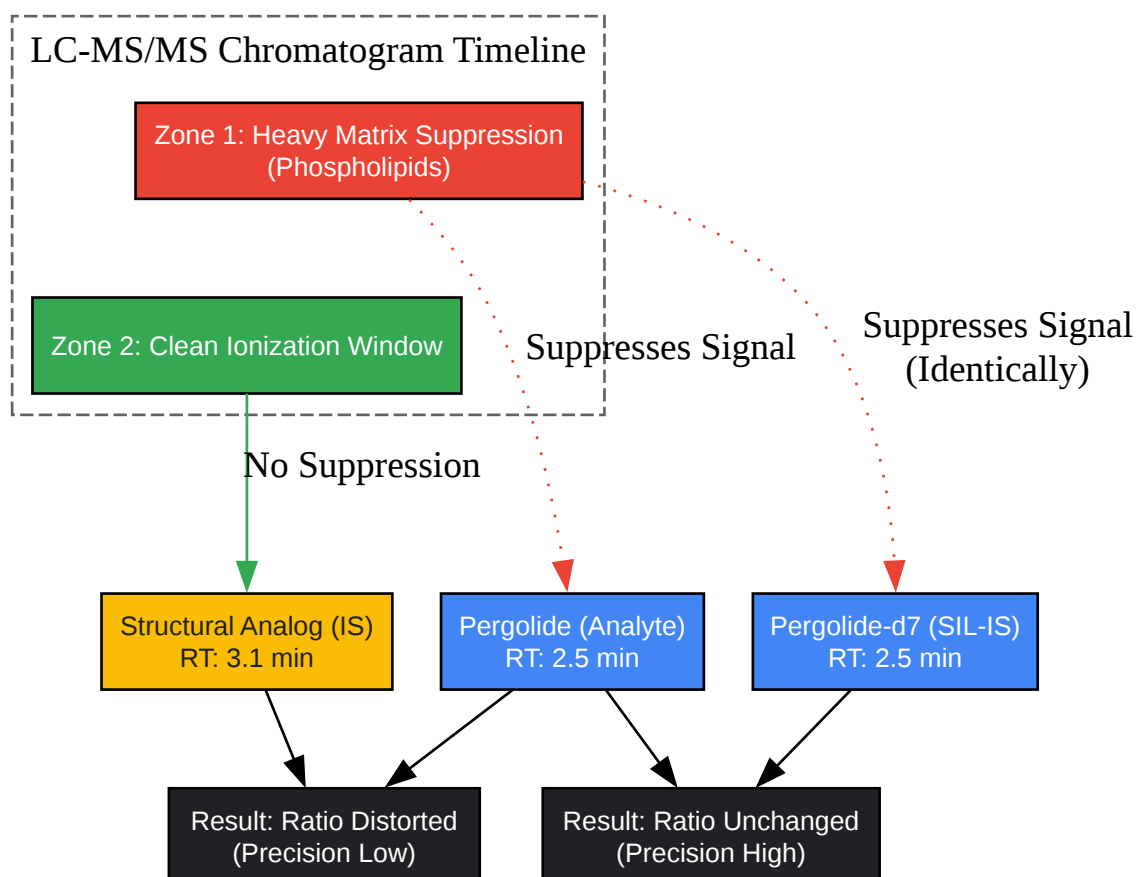 LC-MS/MS Chromatogram Timeline
Zone 1: Heavy Matrix Suppression
(Phospholipids)
Zone 2: Clean Ionization Window
Suppresses Signal
Suppresses Signal
(Identically)
No Suppression
Structural Analog (IS)
RT: 3.1 min
Pergolide (Analyte)
RT: 2.5 min
Pergolide-d7 (SIL-IS)
RT: 2.5 min
Result: Ratio Distorted
(Precision Low)
Result: Ratio Unchanged
(Precision High)